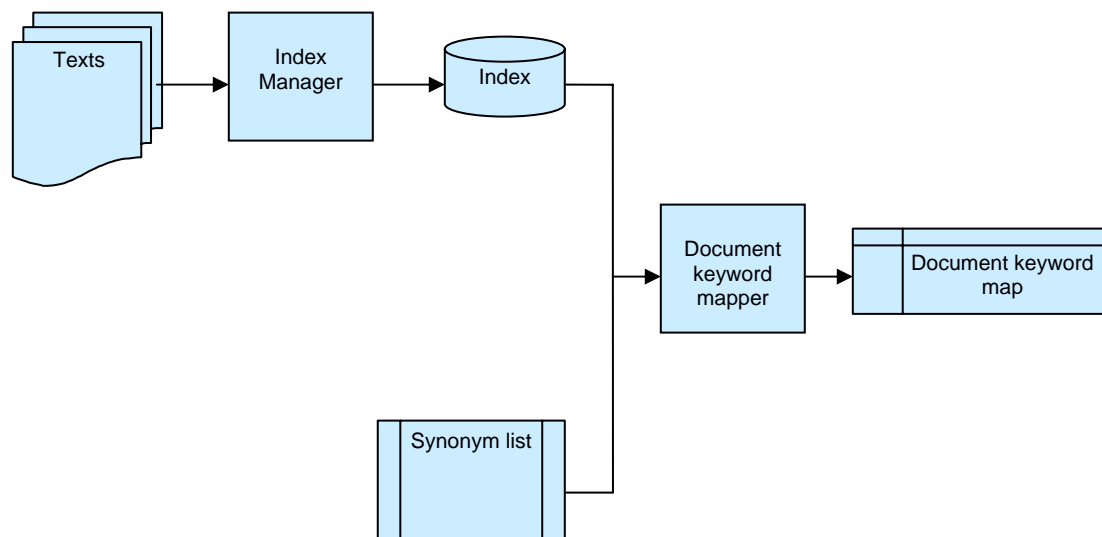 Texts
Index
Manager
Index
Document
keyword
mapper
Document keyword
map
Synonym list